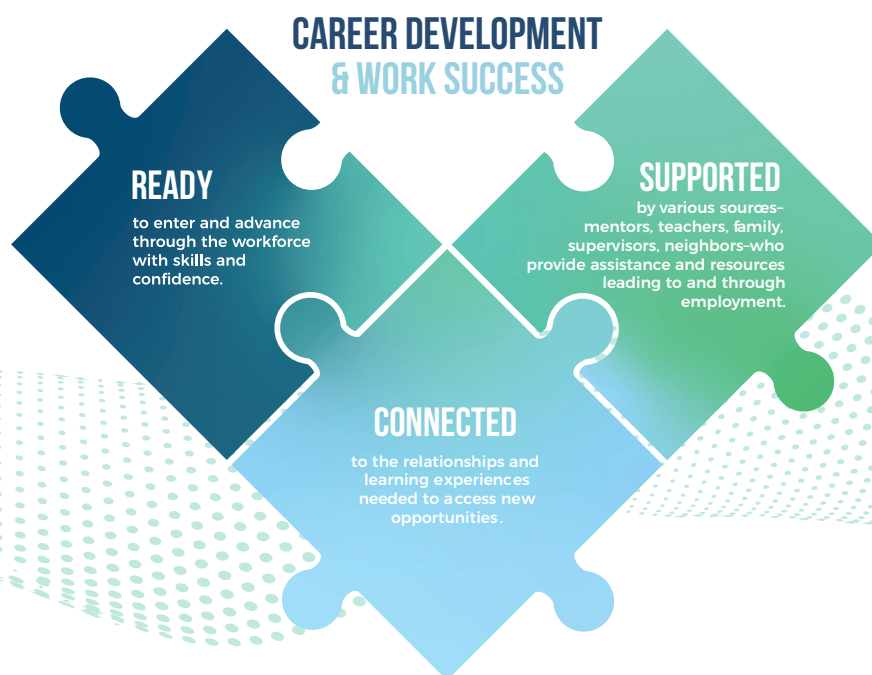 CAREER DEVELOPMENT
& WORK SUCCESS
READY
to enter and advance
through the workforce
with skills and
confidence.
SUPPORTED
by various sources–
mentors, teachers, family,
supervisors, neighbors–who
provide assistance and resources
leading to and through
employment.
CONNECTED
to the relationships and
learning experiences
needed to access new
opportunities.